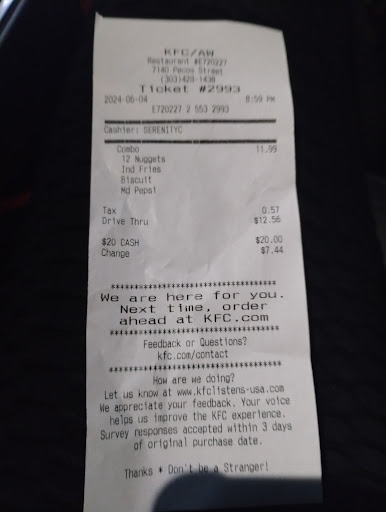 KFC/AW
Restaurant #E720227
7140 Pecos Street
(303)428-1438
Ticket #2993
2024-06-04 8:59 PM
E720227 2 553 2993
Cashier: SERENITYC
Combo 11.99
12 Nuggets
Ind Fries
Biscuit
Md Pepsi
Tax 0.57
Drive Thru $12.56
$20 CASH $20.00
Change $7.44
************************************
We are here for you.
Next time, order
ahead at KFC.com
************************************
Feedback or Questions?
kfc.com/contact
************************************
How are we doing?
Let us know at www.kfclistens-usa.com
We appreciate your feedback. Your voice
helps us improve the KFC experience.
Survey responses accepted within 3 days
of original purchase date.
Thanks * Don't be a Stranger!